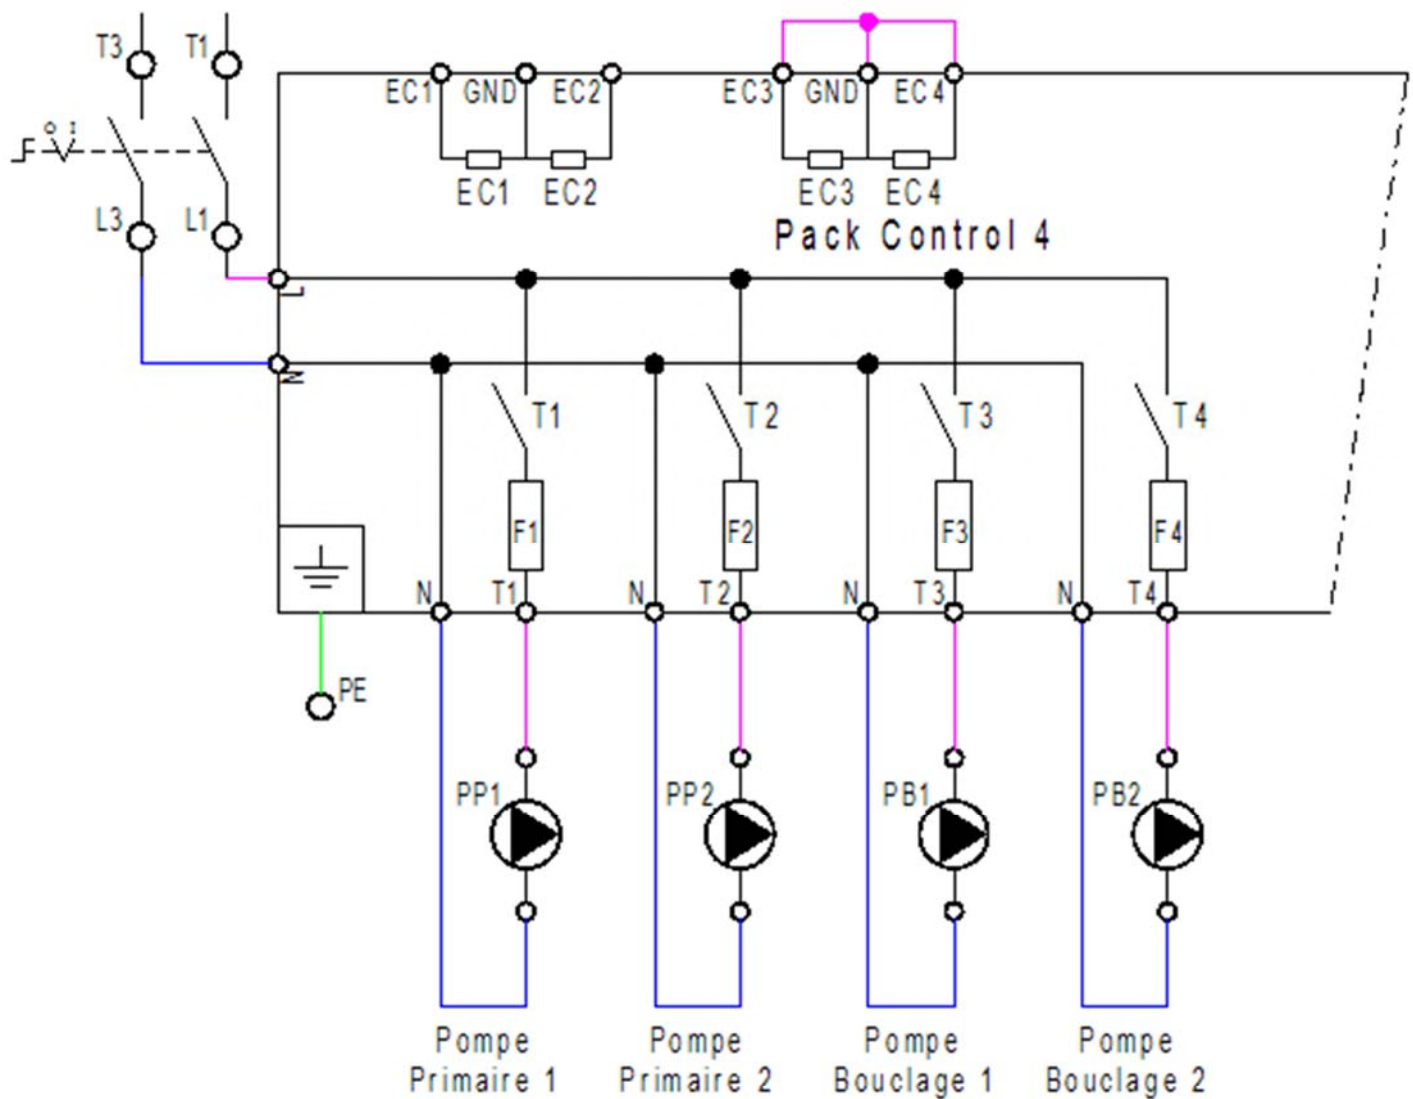 T3 T1
EC1 GND EC2 EC3 GND EC4
O I
EC1 EC2 EC3 EC4
L3 L1
Pack Control 4
L
N
T1 T2 T3 T4
F1 F2 F3 F4
N T1 N T2 N T3 N T4
PE
PP1 PP2 PB1 PB2
Pompe
Primaire 1
Pompe
Primaire 2
Pompe
Bouclage 1
Pompe
Bouclage 2